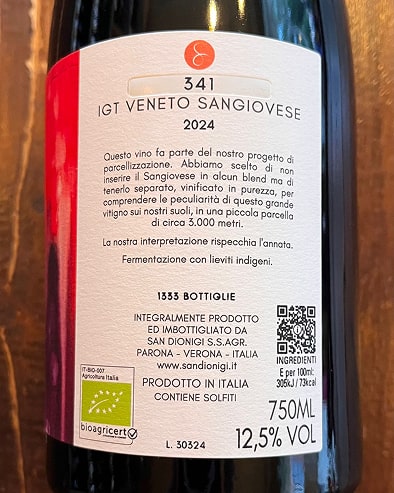 341
IGT VENETO SANGIOVESE
2024
Questo vino fa parte del nostro progetto di
parcellizzazione. Abbiamo scelto di non
inserire il Sangiovese in alcun blend ma di
tenerlo separato, vinificato in purezza, per
comprendere le peculiarità di questo grande
vitigno sui nostri suoli, in una piccola parcella
di circa 3.000 metri.
La nostra interpretazione rispecchia l'annata.
Fermentazione con lieviti indigeni.
1333 BOTTIGLIE
INTEGRALMENTE PRODOTTO
ED IMBOTTIGLIATO DA
SAN DIONIGI S.S.AGR.
PARONA - VERONA - ITALIA
www.sandionigi.it
PRODOTTO IN ITALIA
CONTIENE SOLFITI
L. 30324
IT-BIO-007
Agricoltura Italia
bioagricert
INGREDIENTI
E per 100ml:
305kJ / 73kcal
750ML
12,5% VOL